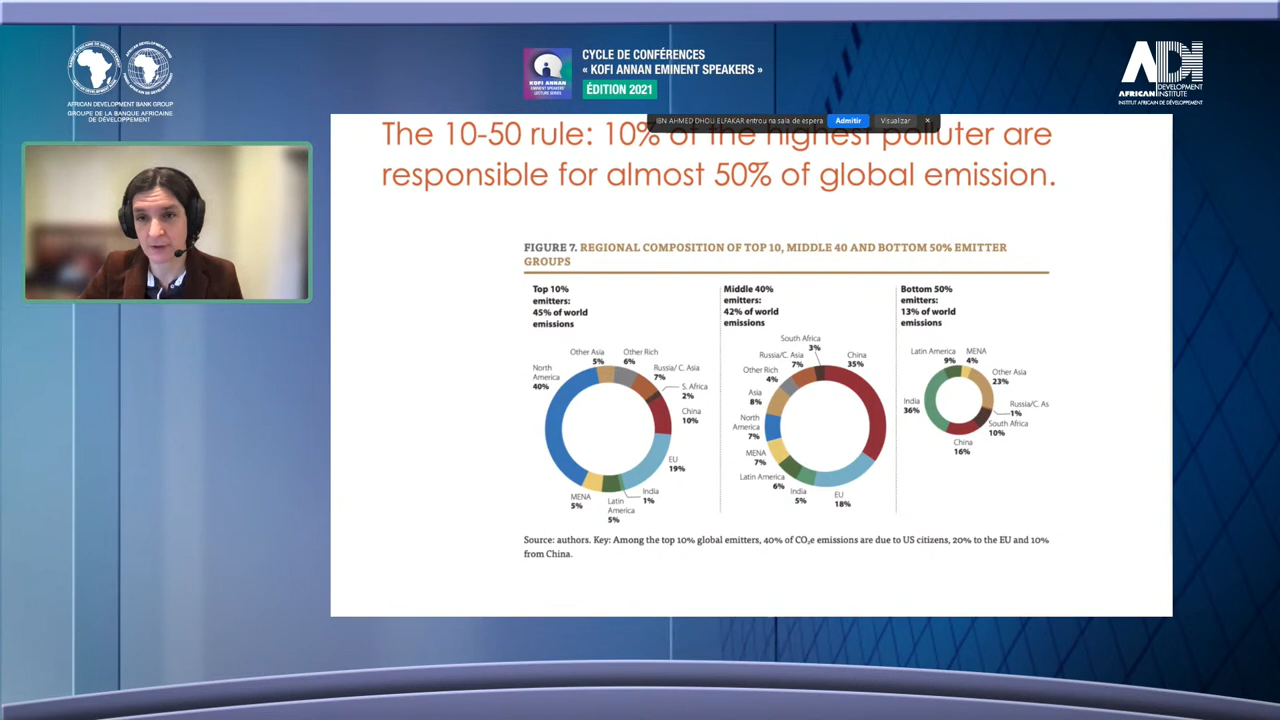 AFRICAN DEVELOPMENT BANK GROUP
GROUPE DE LA BANQUE AFRICAINE
DE DÉVELOPPEMENT
KOFI ANNAN
EMINENT SPEAKERS
LECTURE SERIES
CYCLE DE CONFÉRENCES
« KOFI ANNAN EMINENT SPEAKERS »
ÉDITION 2021
ADI
AFRICAN DEVELOPMENT INSTITUTE
INSTITUT AFRICAIN DE DÉVELOPPEMENT
IBN AHMED DHOU ELFAKAR entrou na sala de espera Admitir Visualizar ×
The 10-50 rule: 10% of the highest polluter are
responsible for almost 50% of global emission.
FIGURE 7. REGIONAL COMPOSITION OF TOP 10, MIDDLE 40 AND BOTTOM 50% EMITTER
GROUPS
Top 10%
emitters:
45% of world
emissions
Other Asia
5%
Other Rich
6%
North
America
40%
Russia/ C. Asia
7%
S. Africa
2%
China
10%
EU
19%
India
1%
Latin
America
5%
MENA
5%
Middle 40%
emitters:
42% of world
emissions
South Africa
3%
Russia/C. Asia
7%
China
35%
Other Rich
4%
Asia
8%
North
America
7%
MENA
7%
Latin America
6%
India
5%
EU
18%
Bottom 50%
emitters:
13% of world
emissions
Latin America
9%
MENA
4%
Other Asia
23%
India
36%
Russia/C. As
1%
South Africa
10%
China
16%
Source: authors. Key: Among the top 10% global emitters, 40% of CO₂e emissions are due to US citizens, 20% to the EU and 10%
from China.